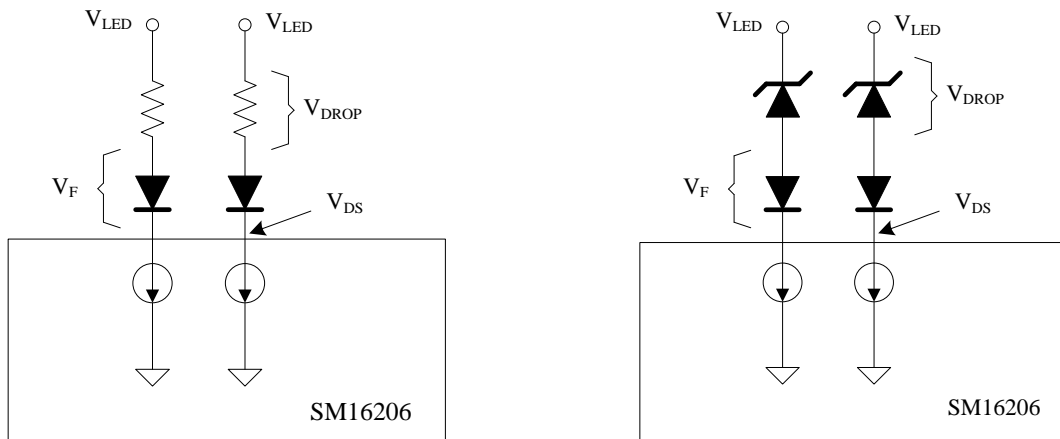 VLED
VLED
VDROP
VF
VDS
SM16206
VLED
VLED
VDROP
VF
VDS
SM16206